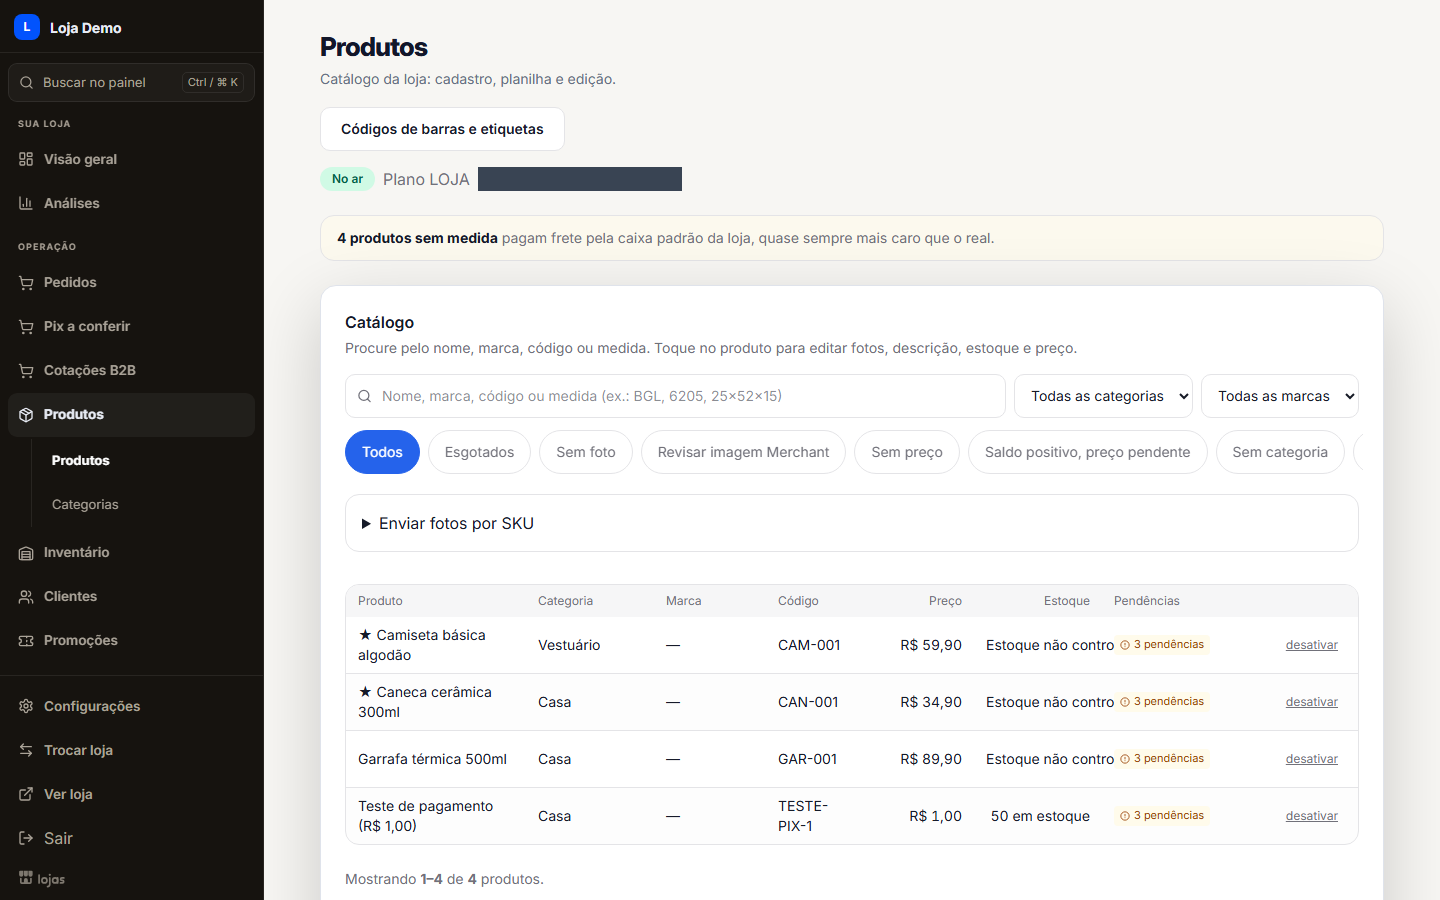 L Loja Demo
Buscar no painel Ctrl / ⌘ K
SUA LOJA
Visão geral
Análises
OPERAÇÃO
Pedidos
Pix a conferir
Cotações B2B
Produtos
Produtos
Categorias
Inventário
Clientes
Promoções
Configurações
Trocar loja
Ver loja
Sair
lojas
Produtos
Catálogo da loja: cadastro, planilha e edição.
Códigos de barras e etiquetas
No ar Plano LOJA
4 produtos sem medida pagam frete pela caixa padrão da loja, quase sempre mais caro que o real.
Catálogo
Procure pelo nome, marca, código ou medida. Toque no produto para editar fotos, descrição, estoque e preço.
Nome, marca, código ou medida (ex.: BGL, 6205, 25×52×15) Todas as categorias Todas as marcas
Todos Esgotados Sem foto Revisar imagem Merchant Sem preço Saldo positivo, preço pendente Sem categoria
▶ Enviar fotos por SKU
Produto Categoria Marca Código Preço Estoque Pendências
★ Camiseta básica algodão Vestuário — CAM-001 R$ 59,90 Estoque não contro 3 pendências desativar
★ Caneca cerâmica 300ml Casa — CAN-001 R$ 34,90 Estoque não contro 3 pendências desativar
Garrafa térmica 500ml Casa — GAR-001 R$ 89,90 Estoque não contro 3 pendências desativar
Teste de pagamento (R$ 1,00) Casa — TESTE-PIX-1 R$ 1,00 50 em estoque 3 pendências desativar
Mostrando 1–4 de 4 produtos.